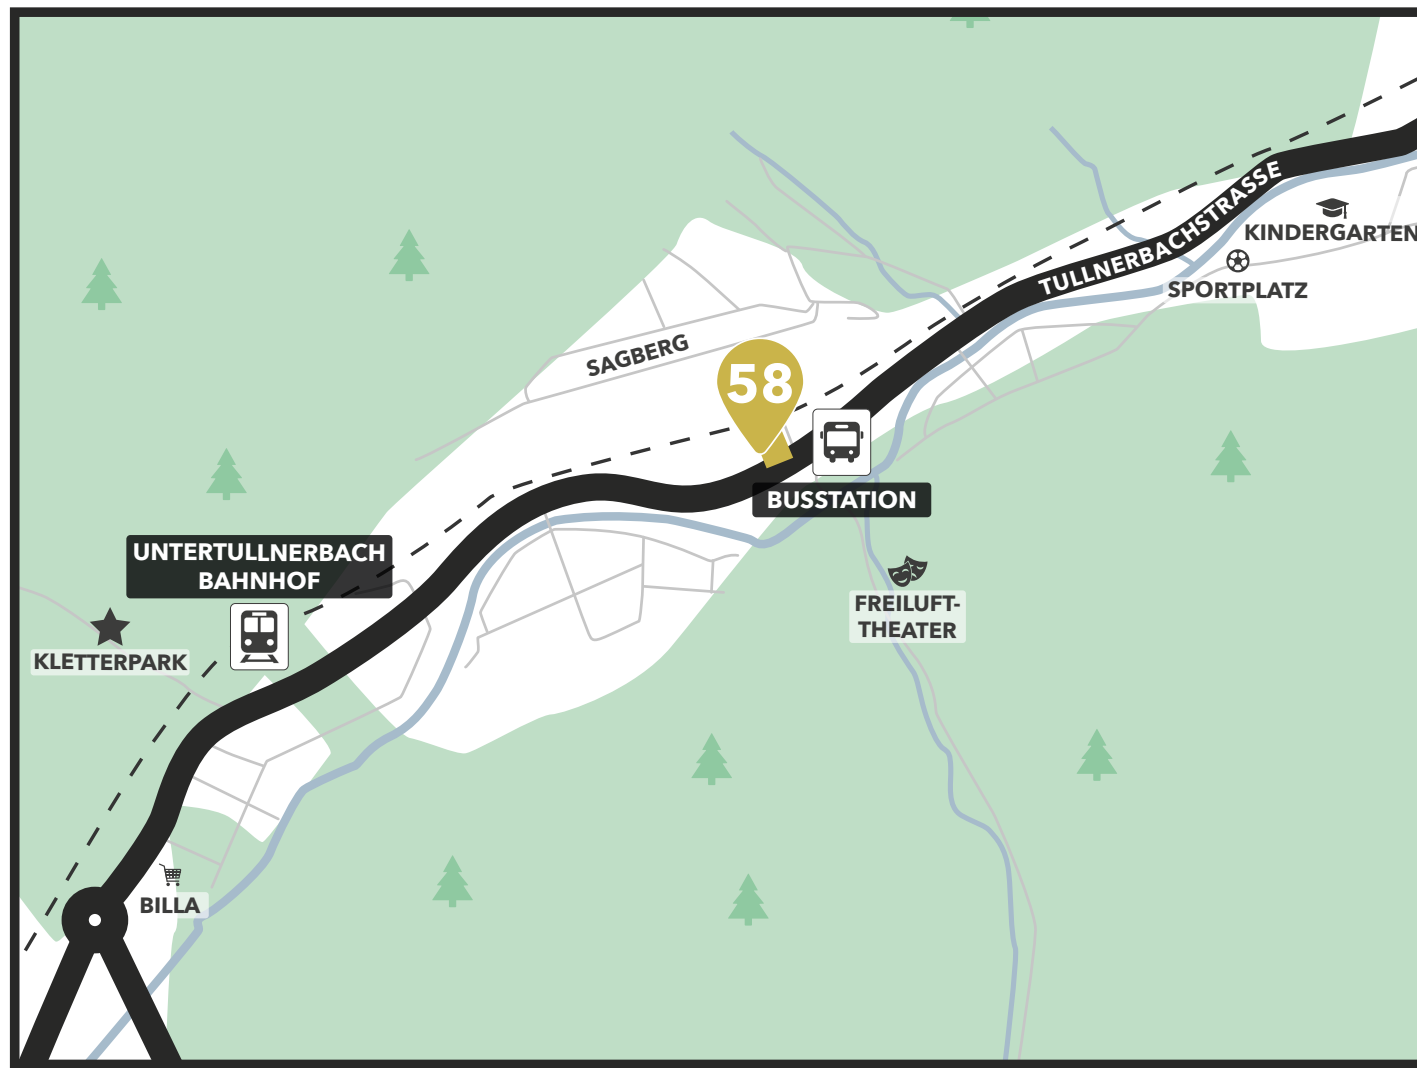 TULLNERBACHSTRASSE
KINDERGARTEN
SPORTPLATZ
SAGBERG
58
BUSSTATION
UNTERTULLNERBACH
BAHNHOF
FREILUFT-
THEATER
KLETTERPARK
BILLA